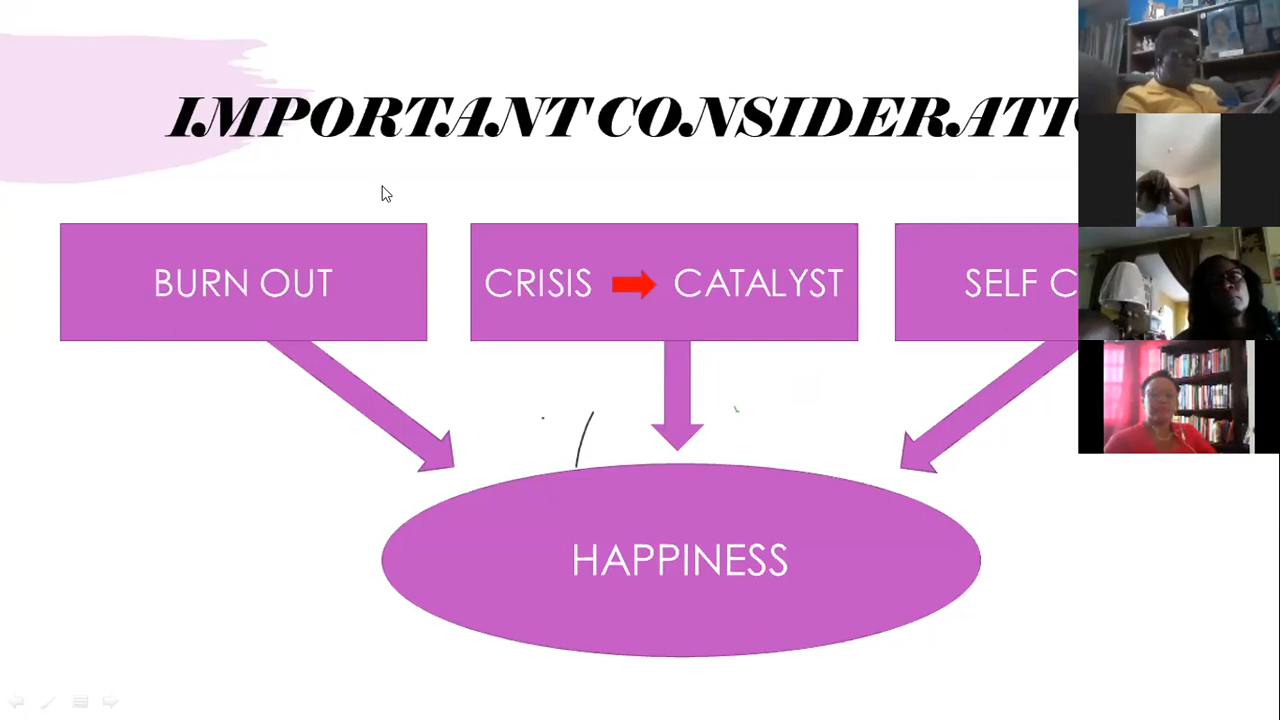 IMPORTANT CONSIDERATI
BURN OUT
CRISIS CATALYST
SELF C
HAPPINESS